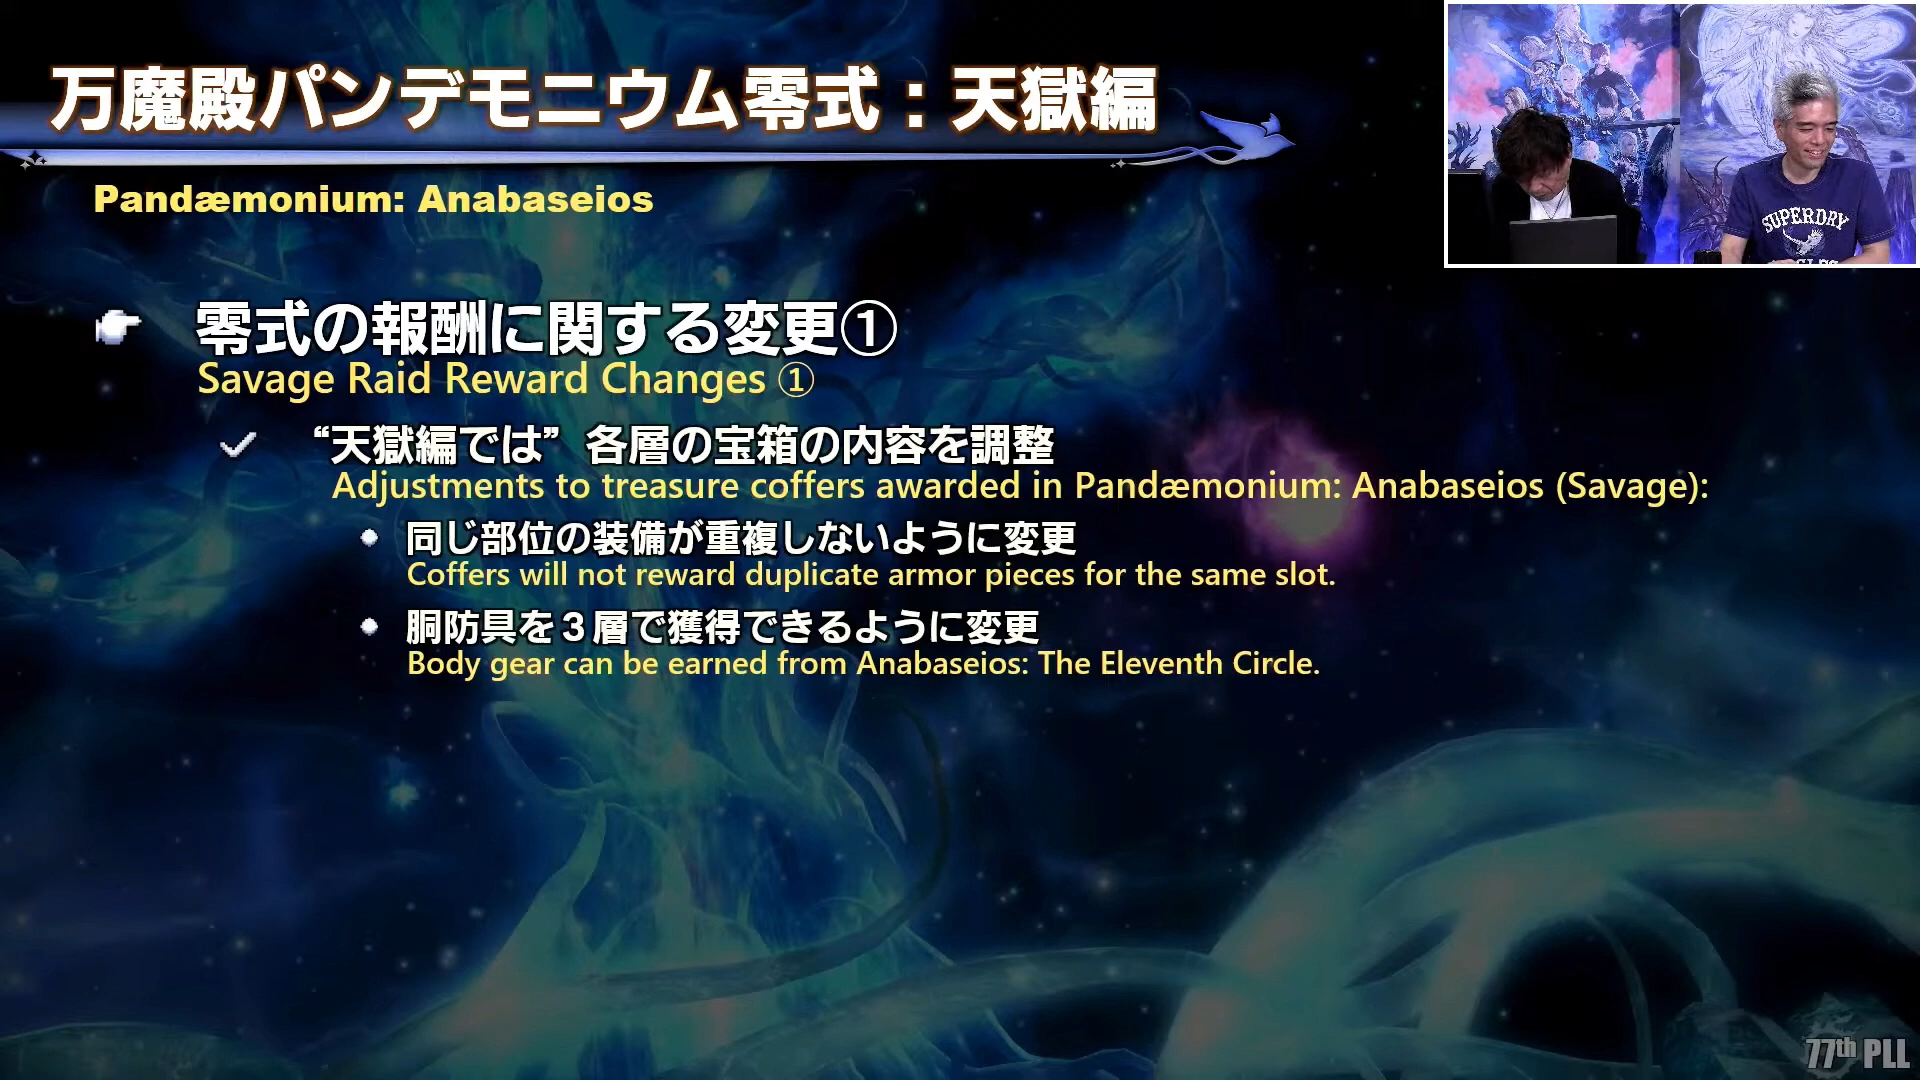 万魔殿パンデモニウム零式：天獄編
Pandæmonium: Anabaseios
零式の報酬に関する変更①
Savage Raid Reward Changes ①
“天獄編では”各層の宝箱の内容を調整
Adjustments to treasure coffers awarded in Pandæmonium: Anabaseios (Savage):
同じ部位の装備が重複しないように変更
Coffers will not reward duplicate armor pieces for the same slot.
胴防具を３層で獲得できるように変更
Body gear can be earned from Anabaseios: The Eleventh Circle.
SUPERDRY
77th PLL